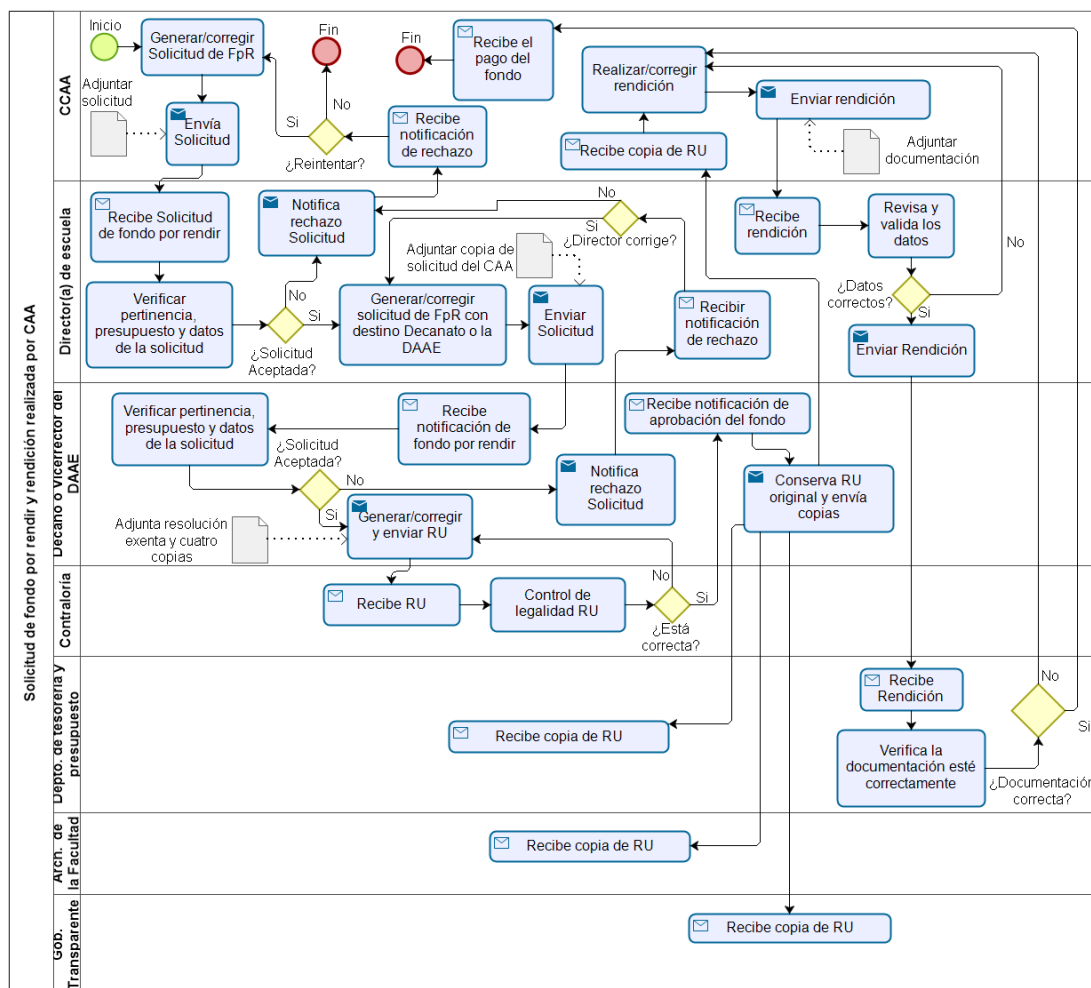 Solicitud de fondo por rendir y rendición realizada por CAA
CCAA
Inicio
Generar/corregir
Solicitud de FpR
Fin
Fin
Recibe el
pago del
fondo
Realizar/corregir
rendición
Enviar rendición
Adjuntar
solicitud
Envía
Solicitud
Si
No
¿Reintentar?
Recibe
notificación
de rechazo
Recibe copia de RU
Adjuntar
documentación
Director(a) de escuela
Recibe Solicitud
de fondo por rendir
Notifica
rechazo
Solicitud
No
Si
¿Director corrige?
Recibe
rendición
Revisa y
valida los
datos
No
Adjuntar copia de
solicitud del CAA
Verificar
pertinencia,
presupuesto y datos
de la solicitud
No
Si
¿Solicitud
Aceptada?
Generar/corregir
solicitud de FpR con
destino Decanato o la
DAAE
Enviar
Solicitud
Recibir
notificación
de rechazo
¿Datos
correctos?
Si
Enviar Rendición
Decano o Vicerrector del
DAAE
Verificar pertinencia,
presupuesto y datos
de la solicitud
Recibe
notificación de
fondo por rendir
Recibe notificación de
aprobación del fondo
¿Solicitud
Aceptada?
No
Si
Notifica
rechazo
Solicitud
Conserva RU
original y envía
copias
Adjunta resolución
exenta y cuatro
copias
Generar/corregir
y enviar RU
Contraloría
Recibe RU
Control de
legalidad RU
No
Si
¿Está
correcta?
Depto. de tesorería y
presupuesto
Recibe copia de RU
Recibe
Rendición
No
Si
Verifica la
documentación esté
correctamente
¿Documentación
correcta?
Arch. de
la Facultad
Recibe copia de RU
Gob.
Transparente
Recibe copia de RU